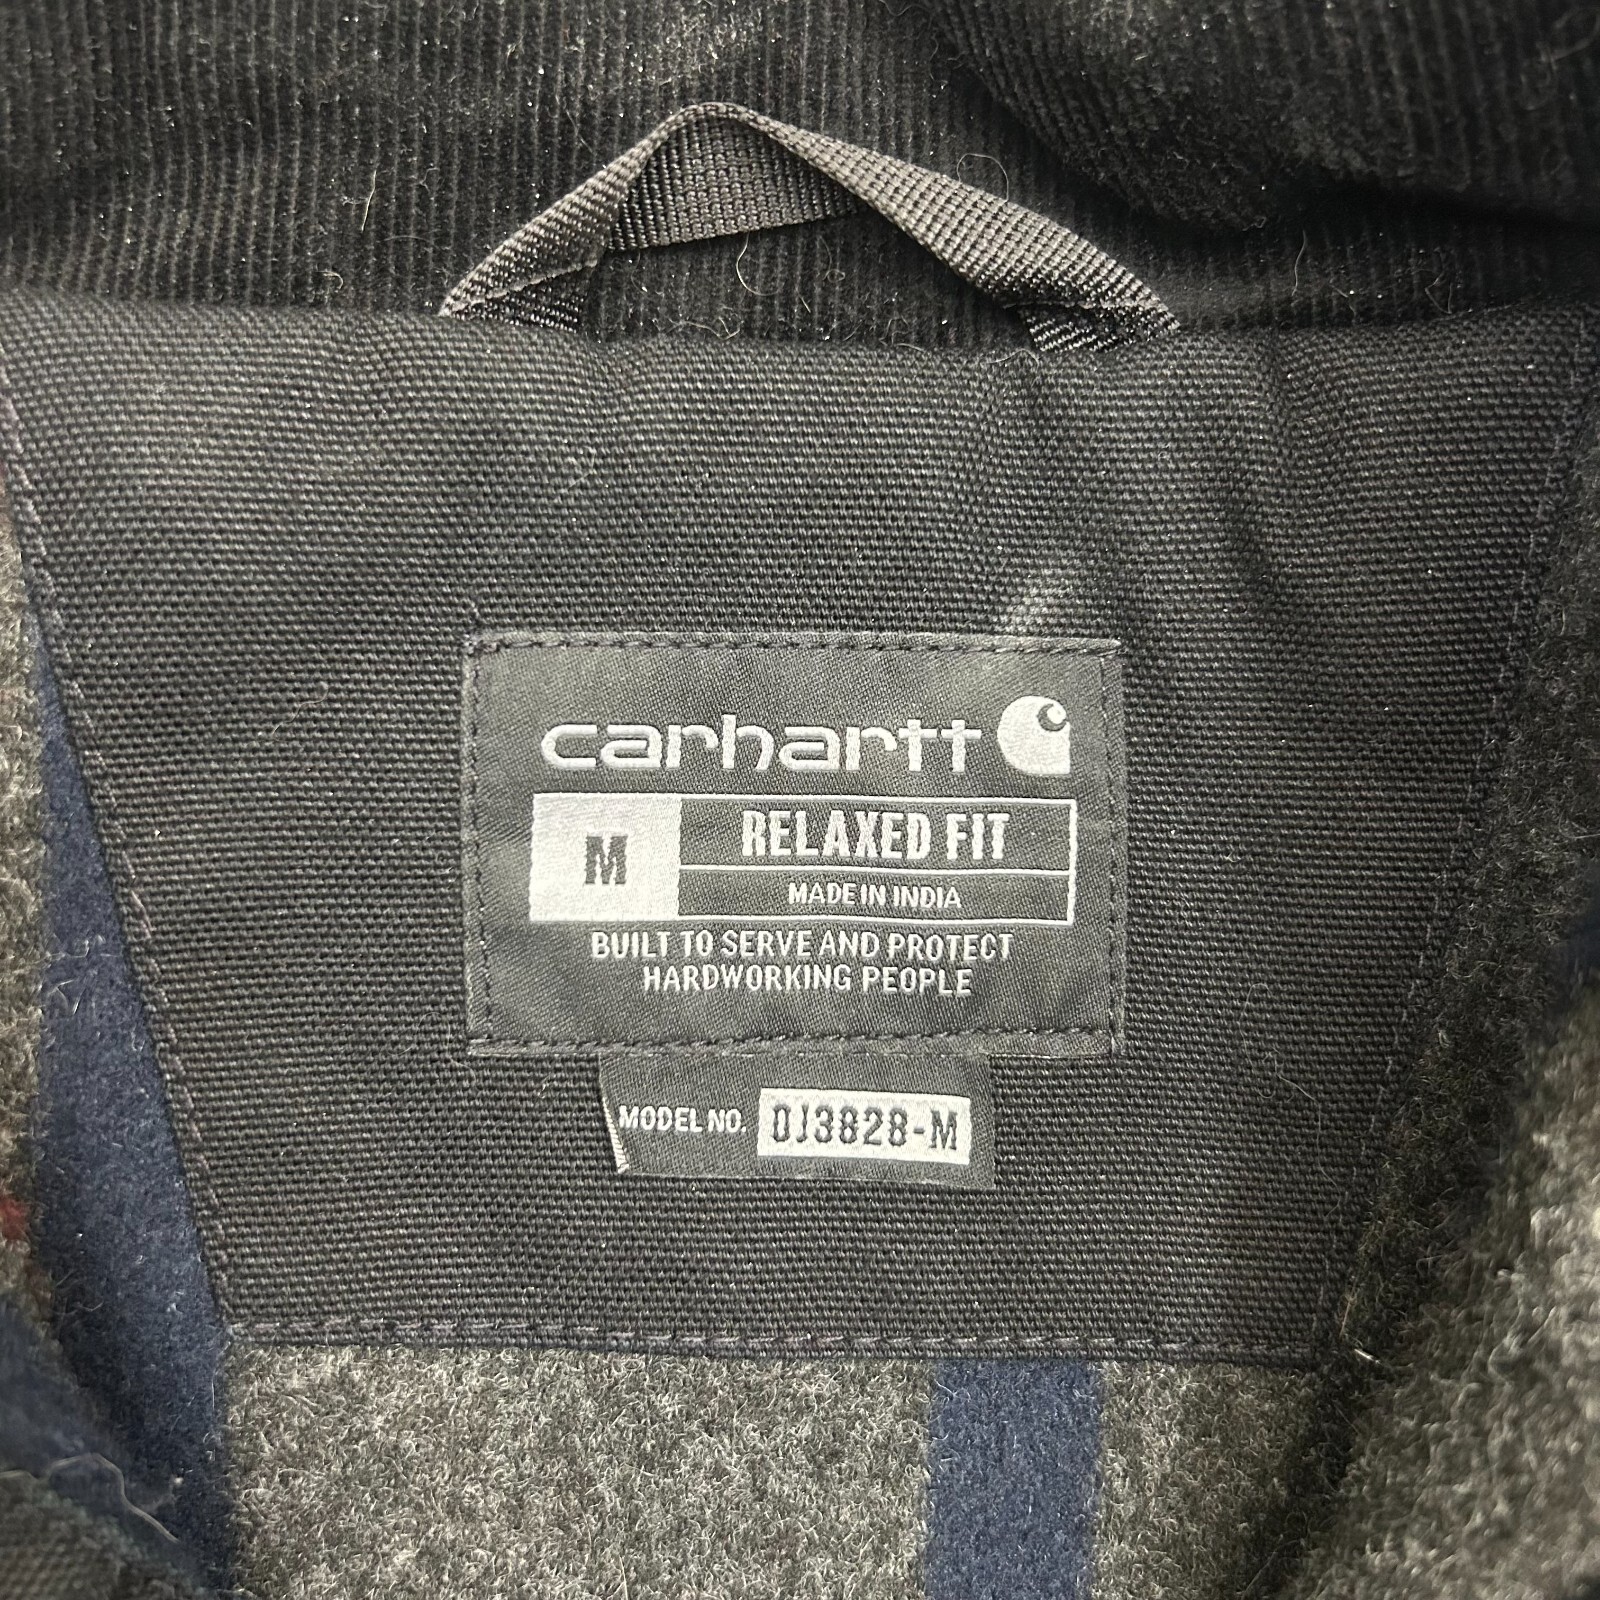 carhartt
M
RELAXED FIT
MADE IN INDIA
BUILT TO SERVE AND PROTECT
HARDWORKING PEOPLE
MODEL NO. OJ3828-M